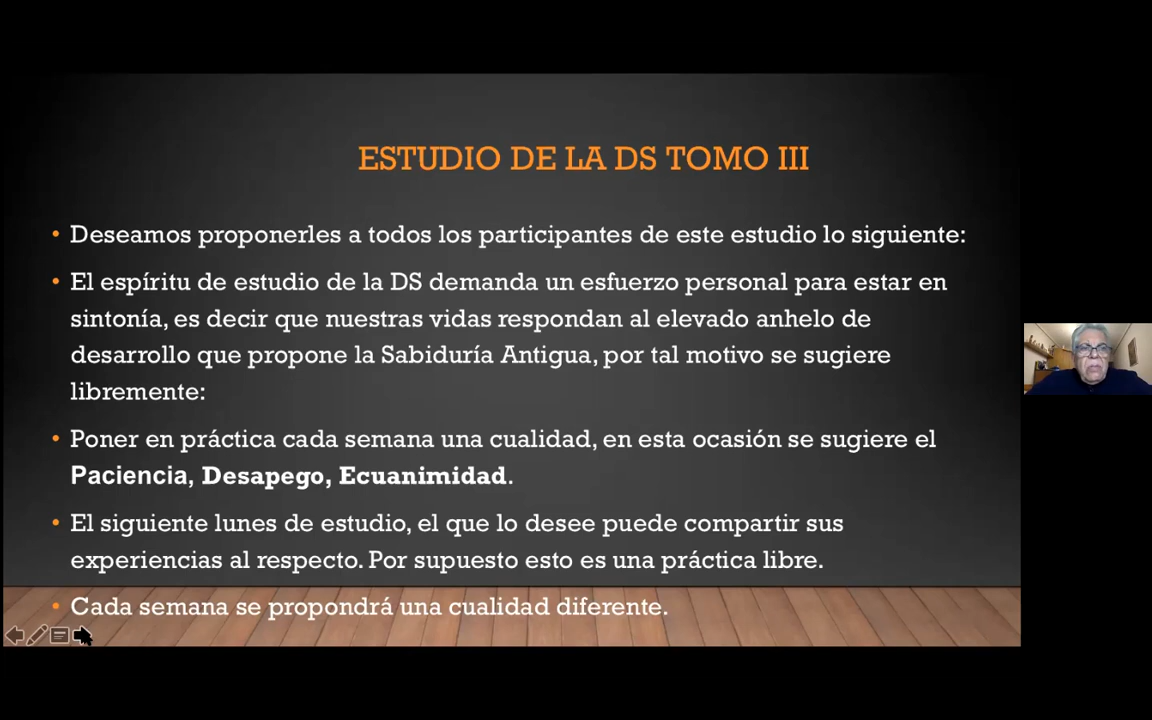 ESTUDIO DE LA DS TOMO III
• Deseamos proponerles a todos los participantes de este estudio lo siguiente:
• El espíritu de estudio de la DS demanda un esfuerzo personal para estar en
sintonía, es decir que nuestras vidas respondan al elevado anhelo de
desarrollo que propone la Sabiduría Antigua, por tal motivo se sugiere
libremente:
• Poner en práctica cada semana una cualidad, en esta ocasión se sugiere el
Paciencia, Desapego, Ecuanimidad.
• El siguiente lunes de estudio, el que lo desee puede compartir sus
experiencias al respecto. Por supuesto esto es una práctica libre.
• Cada semana se propondrá una cualidad diferente.